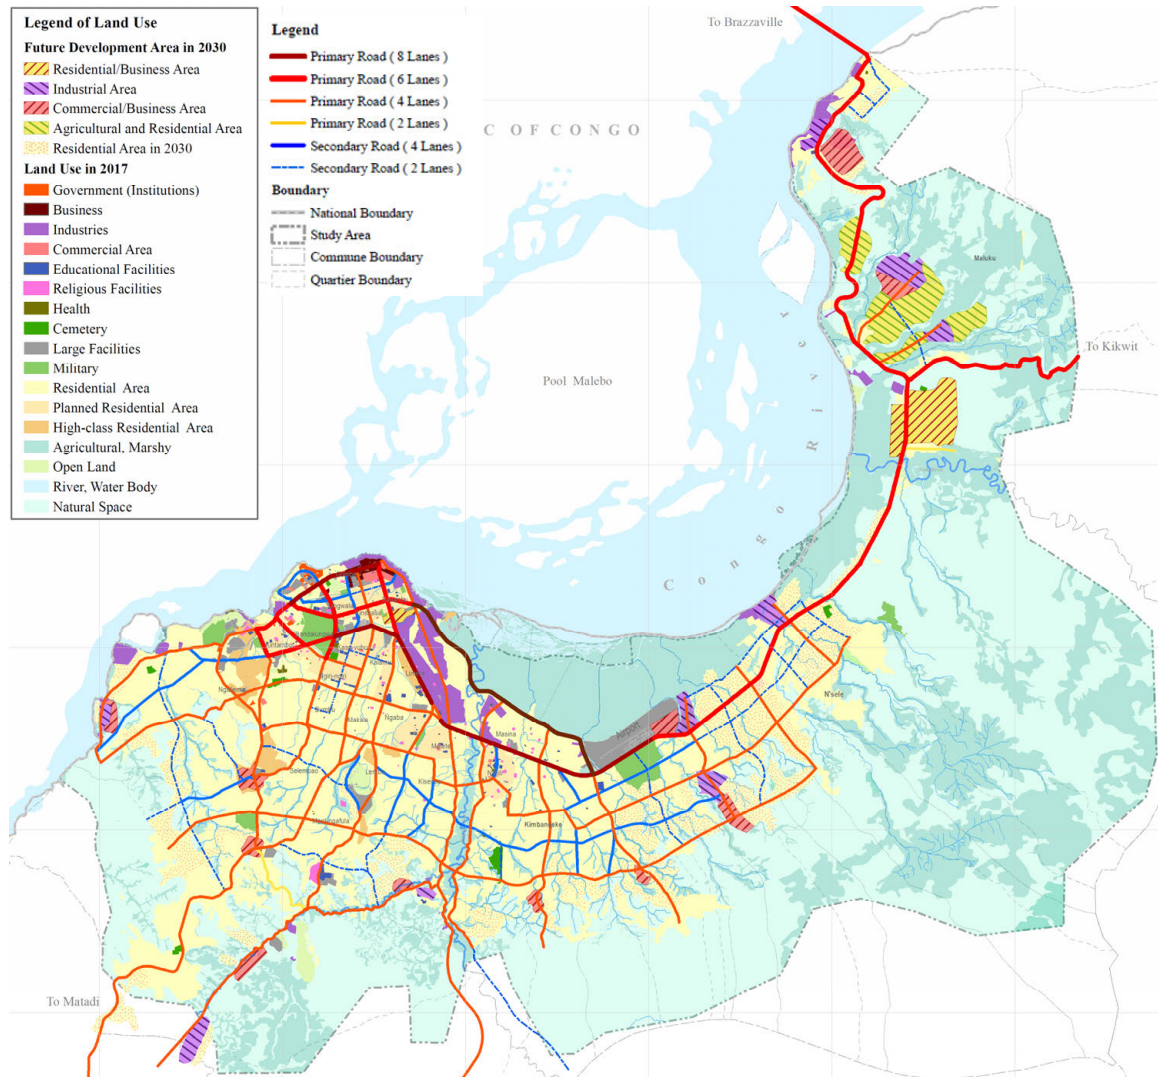 Legend of Land Use
Future Development Area in 2030
Residential/Business Area
Industrial Area
Commercial/Business Area
Agricultural and Residential Area
Residential Area in 2030
Land Use in 2017
Government (Institutions)
Business
Industries
Commercial Area
Educational Facilities
Religious Facilities
Health
Cemetery
Large Facilities
Military
Residential Area
Planned Residential Area
High-class Residential Area
Agricultural, Marshy
Open Land
River, Water Body
Natural Space
Legend
Primary Road ( 8 Lanes )
Primary Road ( 6 Lanes )
Primary Road ( 4 Lanes )
Primary Road ( 2 Lanes )
Secondary Road ( 4 Lanes )
Secondary Road ( 2 Lanes )
Boundary
National Boundary
Study Area
Commune Boundary
Quartier Boundary
To Brazzaville
C OF CONGO
Maluku
To Kikwit
Pool Malebo
Congo River
N'sele
Airport
Masina
Ngaba
Makala
Selembao
Kimbanseke
To Matadi